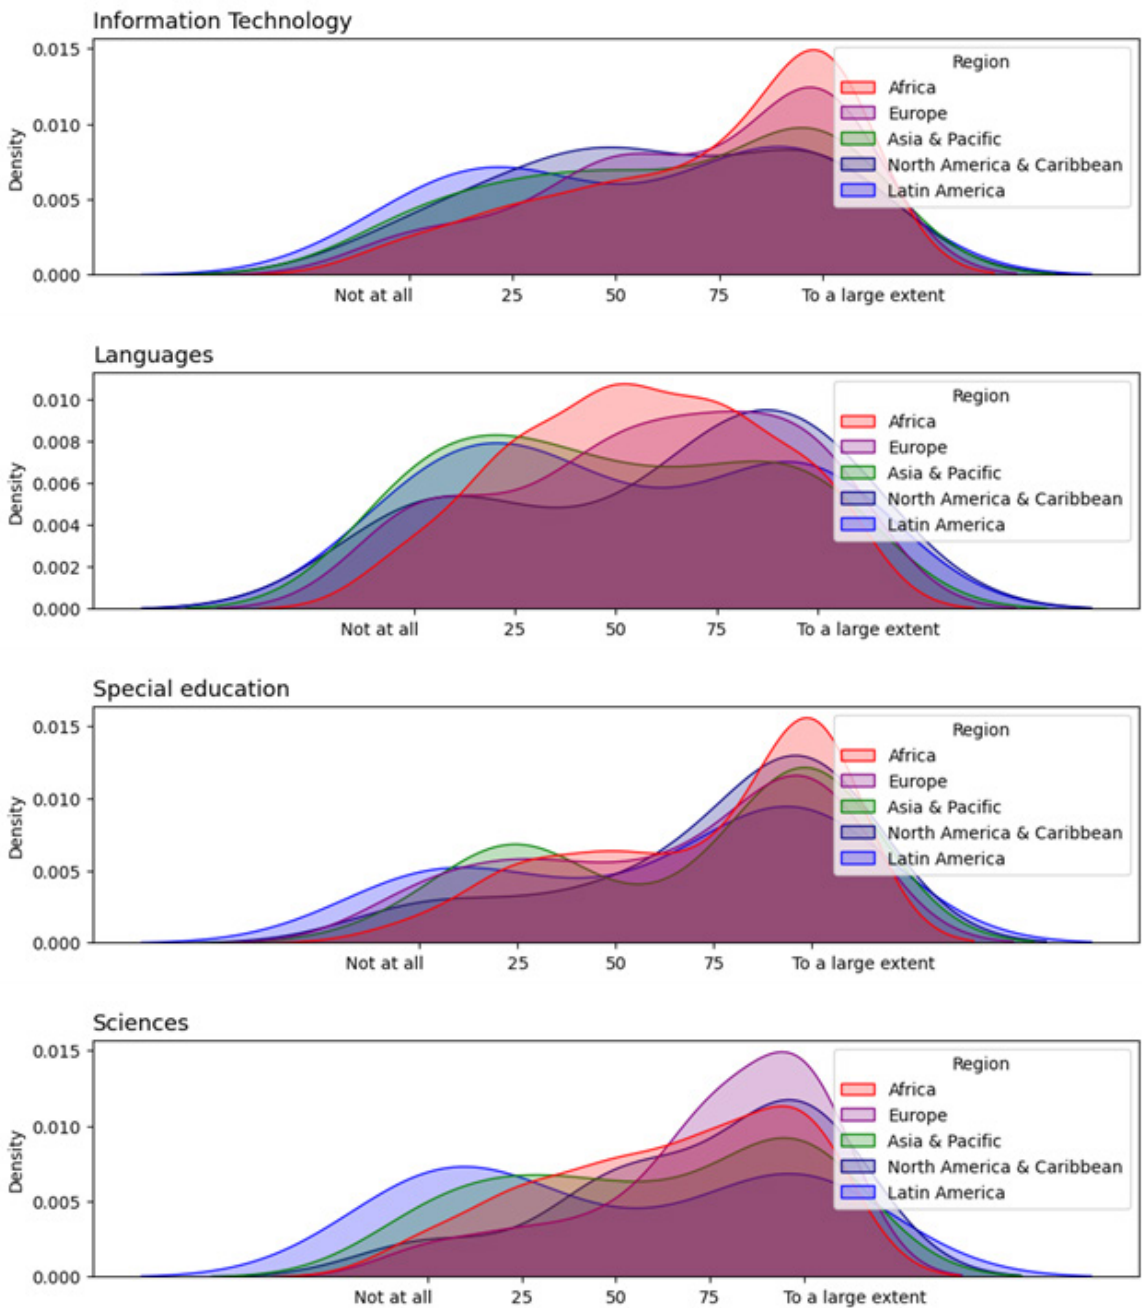 Information Technology
0.015
0.010
0.005
0.000
Density
Region
Africa
Europe
Asia & Pacific
North America & Caribbean
Latin America
Not at all 25 50 75 To a large extent
Languages
0.010
0.008
0.006
0.004
0.002
0.000
Density
Region
Africa
Europe
Asia & Pacific
North America & Caribbean
Latin America
Not at all 25 50 75 To a large extent
Special education
0.015
0.010
0.005
0.000
Density
Region
Africa
Europe
Asia & Pacific
North America & Caribbean
Latin America
Not at all 25 50 75 To a large extent
Sciences
0.015
0.010
0.005
0.000
Density
Region
Africa
Europe
Asia & Pacific
North America & Caribbean
Latin America
Not at all 25 50 75 To a large extent